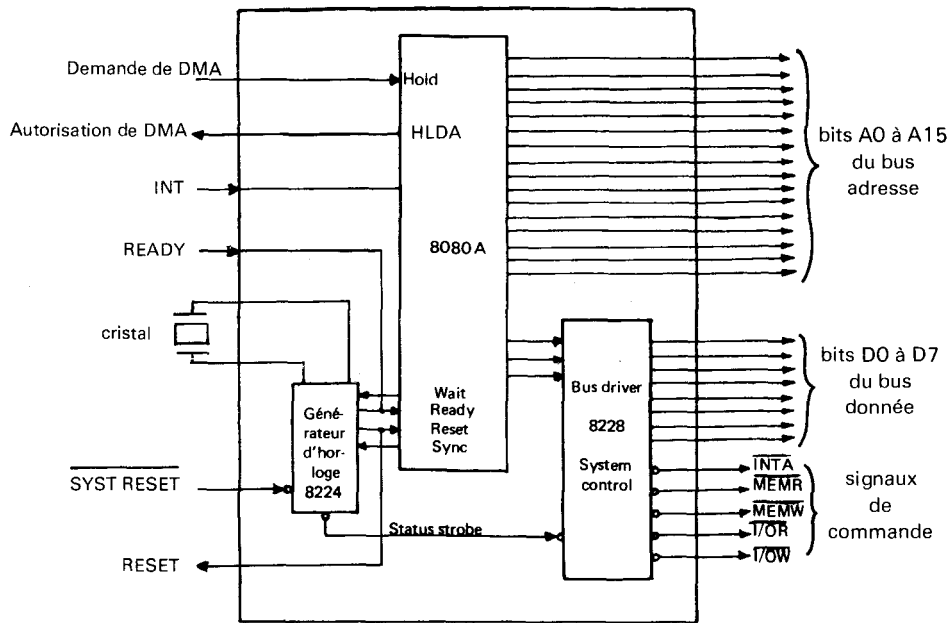 Demande de DMA
Hold
Autorisation de DMA
HLDA
INT
READY
8080A
bits A0 à A15
du bus
adresse
cristal
Wait
Ready
Reset
Sync
Géné-
rateur
d'hor-
loge
8224
SYST RESET
Status strobe
RESET
Bus driver
8228
System
control
bits D0 à D7
du bus
donnée
INTA
MEMR
MEMW
I/OR
I/OW
signaux
de
commande